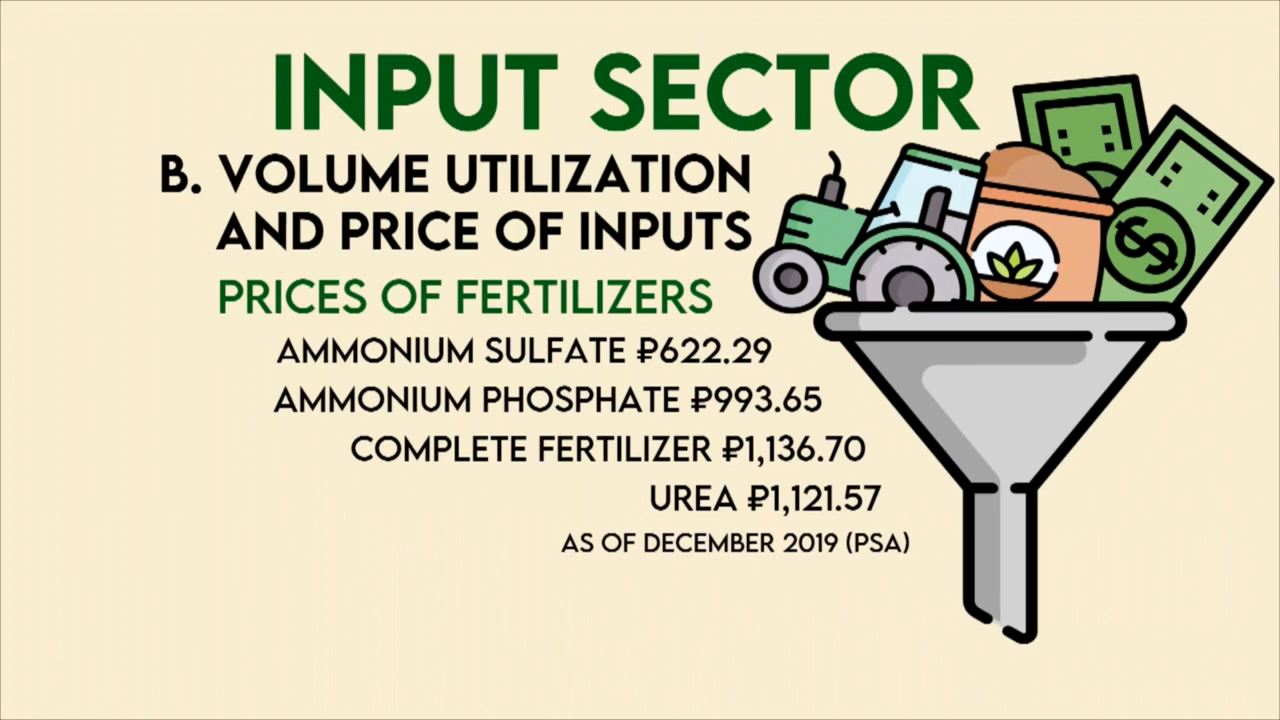 INPUT SECTOR
B. VOLUME UTILIZATION
AND PRICE OF INPUTS
PRICES OF FERTILIZERS
AMMONIUM SULFATE ₽622.29
AMMONIUM PHOSPHATE ₽993.65
COMPLETE FERTILIZER ₽1,136.70
UREA ₽1,121.57
AS OF DECEMBER 2019 (PSA)
$